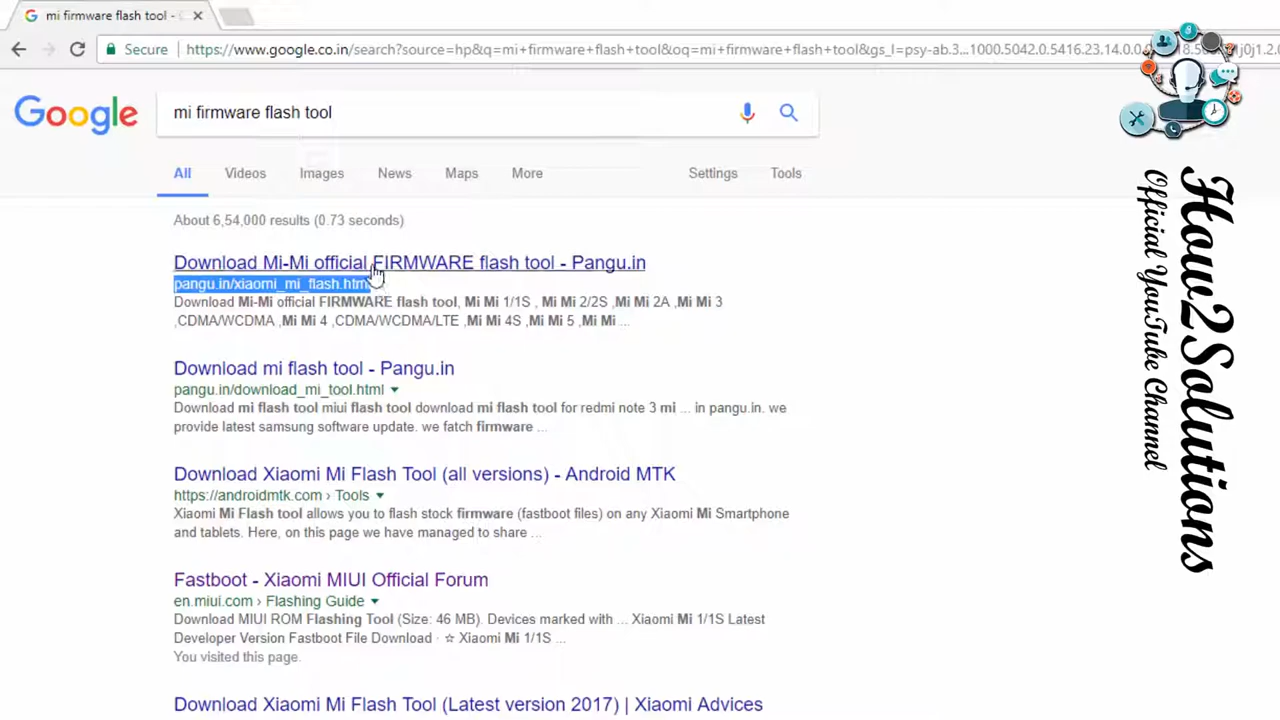 mi firmware flash tool -
Secure
https://www.google.co.in/search?source=hp&q=mi+firmware+flash+tool&oq=mi+firmware+flash+tool&gs_l=psy-ab.3...1000.5042.0.5416.23.14.0.0.0
Google
mi firmware flash tool
All Videos Images News Maps More Settings Tools
About 6,54,000 results (0.73 seconds)
Download Mi-Mi official FIRMWARE flash tool - Pangu.in
pangu.in/xiaomi_mi_flash.html
Download Mi-Mi official FIRMWARE flash tool, Mi Mi 1/1S , Mi Mi 2/2S ,Mi Mi 2A ,Mi Mi 3
,CDMA/WCDMA ,Mi Mi 4 ,CDMA/WCDMA/LTE ,Mi Mi 4S ,Mi Mi 5 ,Mi Mi ...
Download mi flash tool - Pangu.in
pangu.in/download_mi_tool.html
Download mi flash tool miui flash tool download mi flash tool for redmi note 3 mi ... in pangu.in. we
provide latest samsung software update. we fatch firmware ...
Download Xiaomi Mi Flash Tool (all versions) - Android MTK
https://androidmtk.com › Tools
Xiaomi Mi Flash tool allows you to flash stock firmware (fastboot files) on any Xiaomi Mi Smartphone
and tablets. Here, on this page we have managed to share ...
Fastboot - Xiaomi MIUI Official Forum
en.miui.com › Flashing Guide
Download MIUI ROM Flashing Tool (Size: 46 MB). Devices marked with ... Xiaomi Mi 1/1S Latest
Developer Version Fastboot File Download · ☆ Xiaomi Mi 1/1S ...
You visited this page.
Download Xiaomi Mi Flash Tool (Latest version 2017) | Xiaomi Advices
How2Solutions
Official YouTube Channel